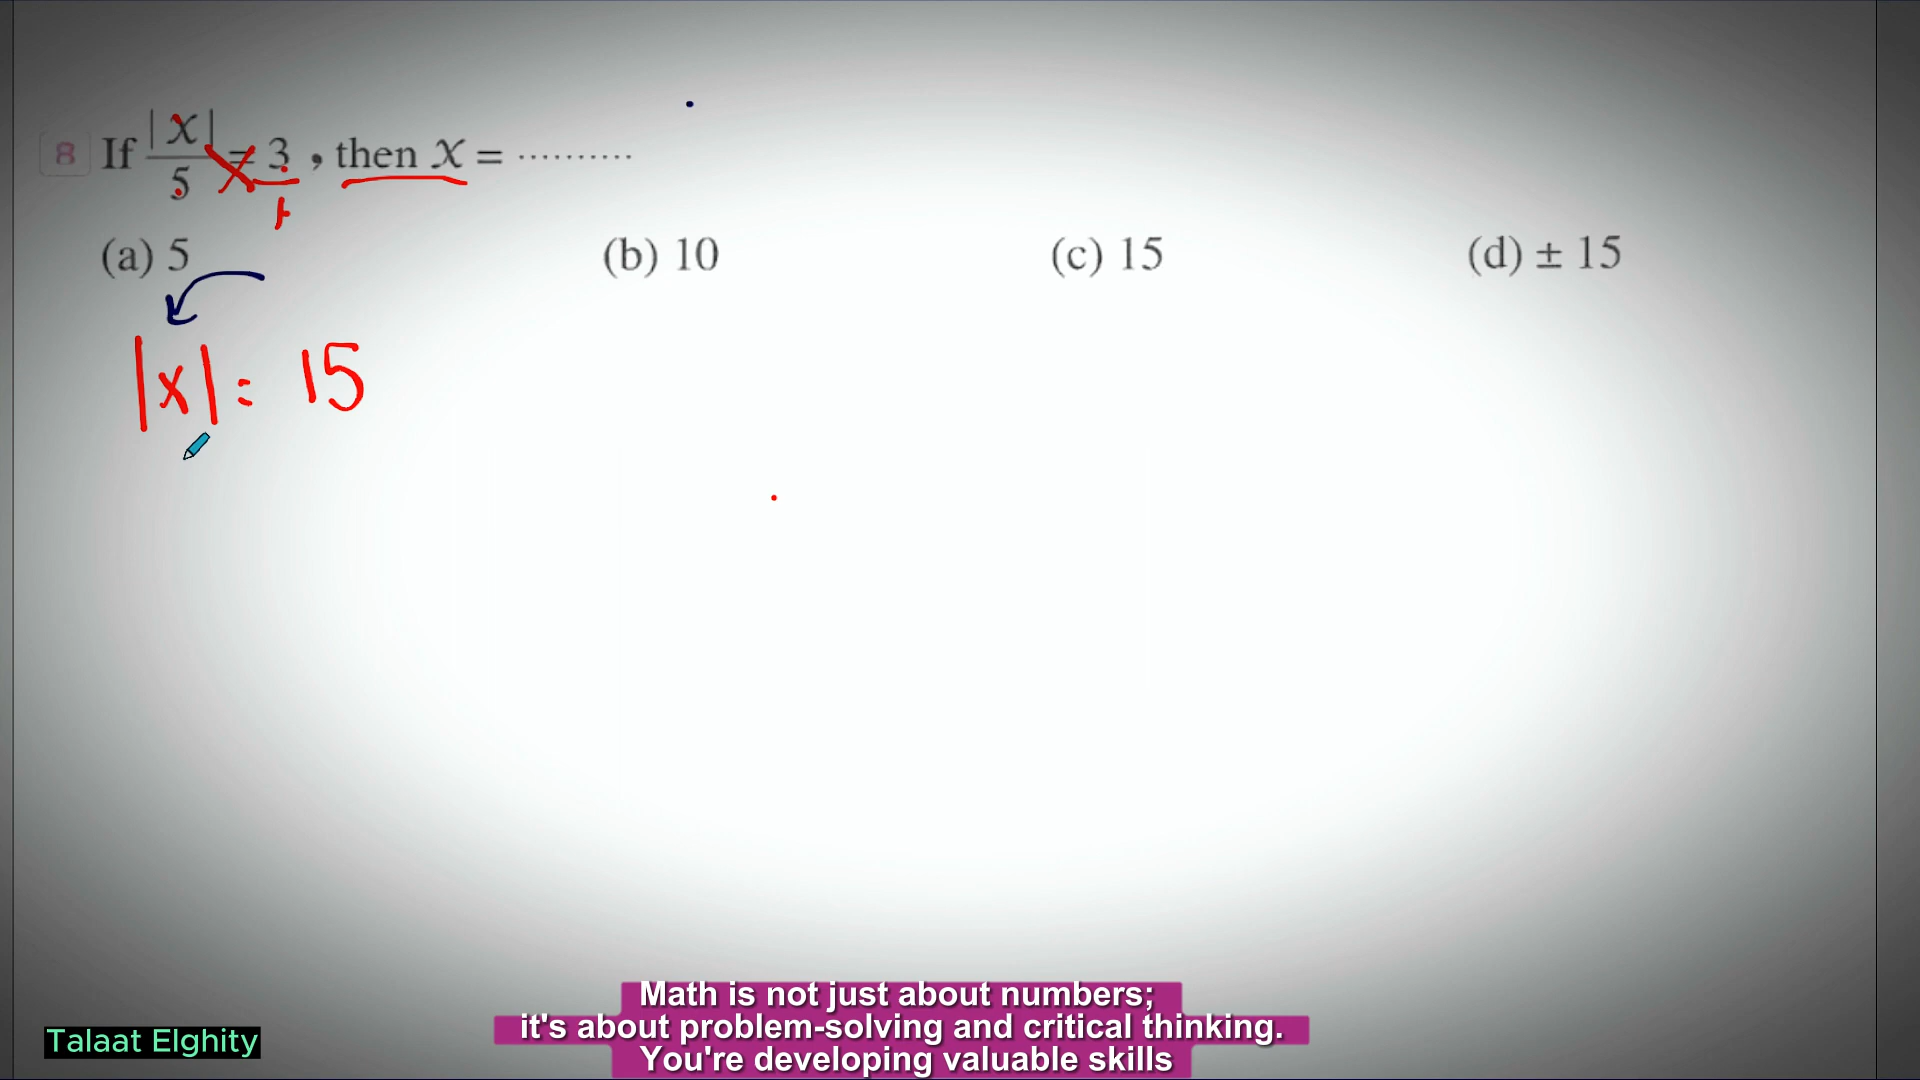 8 If |x|/5 = 3/1 , then x = ..........
(a) 5 (b) 10 (c) 15 (d) ± 15
|x| = 15
Math is not just about numbers;
it's about problem-solving and critical thinking.
You're developing valuable skills
Talaat Elghity